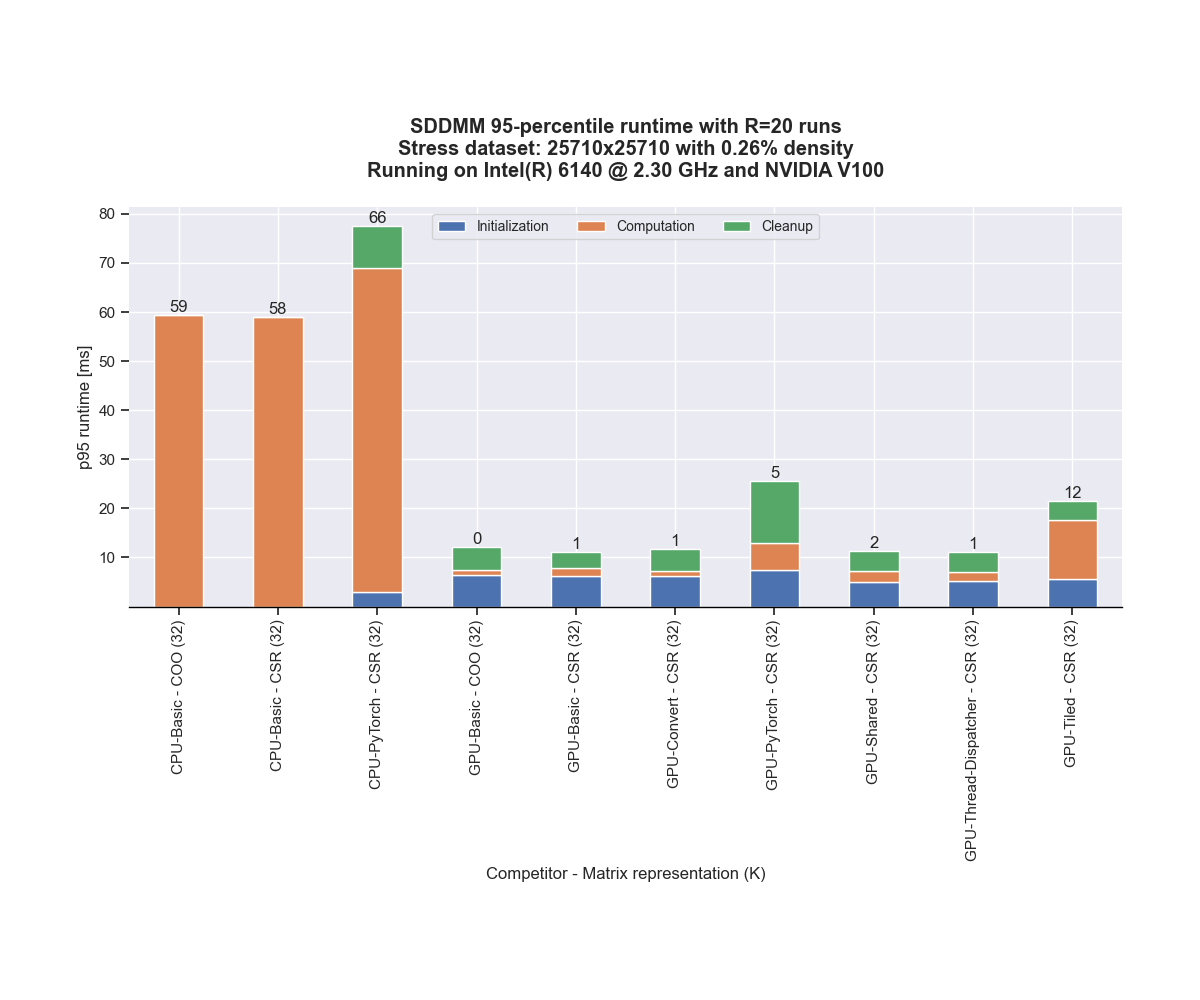 SDDMM 95-percentile runtime with R=20 runs
Stress dataset: 25710x25710 with 0.26% density
Running on Intel(R) 6140 @ 2.30 GHz and NVIDIA V100
Initialization Computation Cleanup
p95 runtime [ms]
80
70
60
50
40
30
20
10
59
58
66
0
1
1
5
2
1
12
CPU-Basic - COO (32)
CPU-Basic - CSR (32)
CPU-PyTorch - CSR (32)
GPU-Basic - COO (32)
GPU-Basic - CSR (32)
GPU-Convert - CSR (32)
GPU-PyTorch - CSR (32)
GPU-Shared - CSR (32)
GPU-Thread-Dispatcher - CSR (32)
GPU-Tiled - CSR (32)
Competitor - Matrix representation (K)